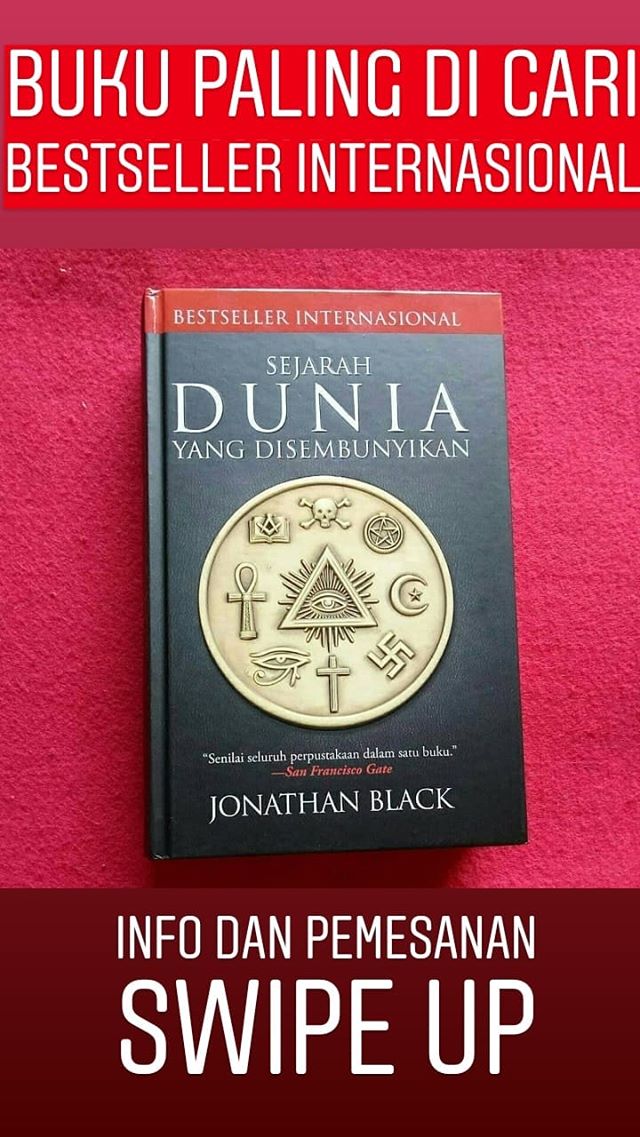 BUKU PALING DI CARI
BESTSELLER INTERNASIONAL
BESTSELLER INTERNASIONAL
SEJARAH
DUNIA
YANG DISEMBUNYIKAN
"Senilai seluruh perpustakaan dalam satu buku."
—San Francisco Gate
JONATHAN BLACK
INFO DAN PEMESANAN
SWIPE UP